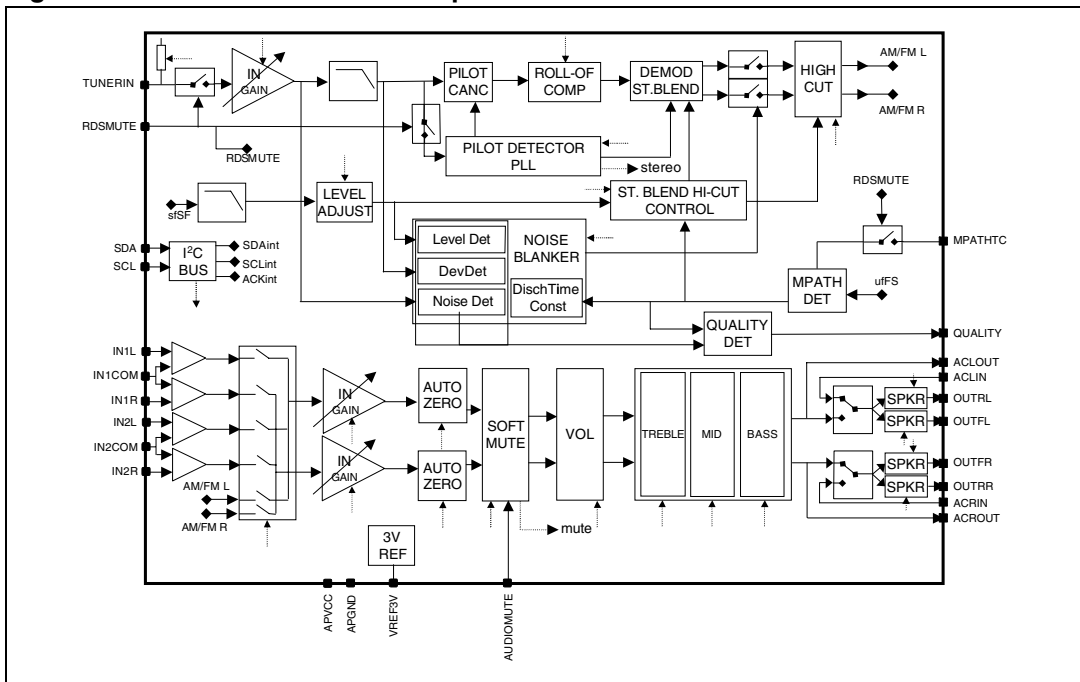 TUNERIN
RDSMUTE
RDSMUTE
IN
GAIN
PILOT
CANC
ROLL-OF
COMP
DEMOD
ST.BLEND
HIGH
CUT
AM/FM L
AM/FM R
PILOT DETECTOR
PLL
stereo
sfSF
LEVEL
ADJUST
ST. BLEND HI-CUT
CONTROL
RDSMUTE
MPATHTC
SDA
SCL
I²C
BUS
SDAint
SCLint
ACKint
Level Det
DevDet
Noise Det
NOISE
BLANKER
DischTime
Const
MPATH
DET
ufFS
QUALITY
DET
QUALITY
IN1L
IN1COM
IN1R
IN2L
IN2COM
IN2R
AM/FM L
AM/FM R
IN
GAIN
IN
GAIN
AUTO
ZERO
AUTO
ZERO
SOFT
MUTE
VOL
TREBLE
MID
BASS
SPKR
SPKR
SPKR
SPKR
ACLOUT
ACLIN
OUTRL
OUTFL
OUTFR
OUTRR
ACRIN
ACROUT
mute
3V
REF
APVCC
APGND
VREF3V
AUDIOMUTE